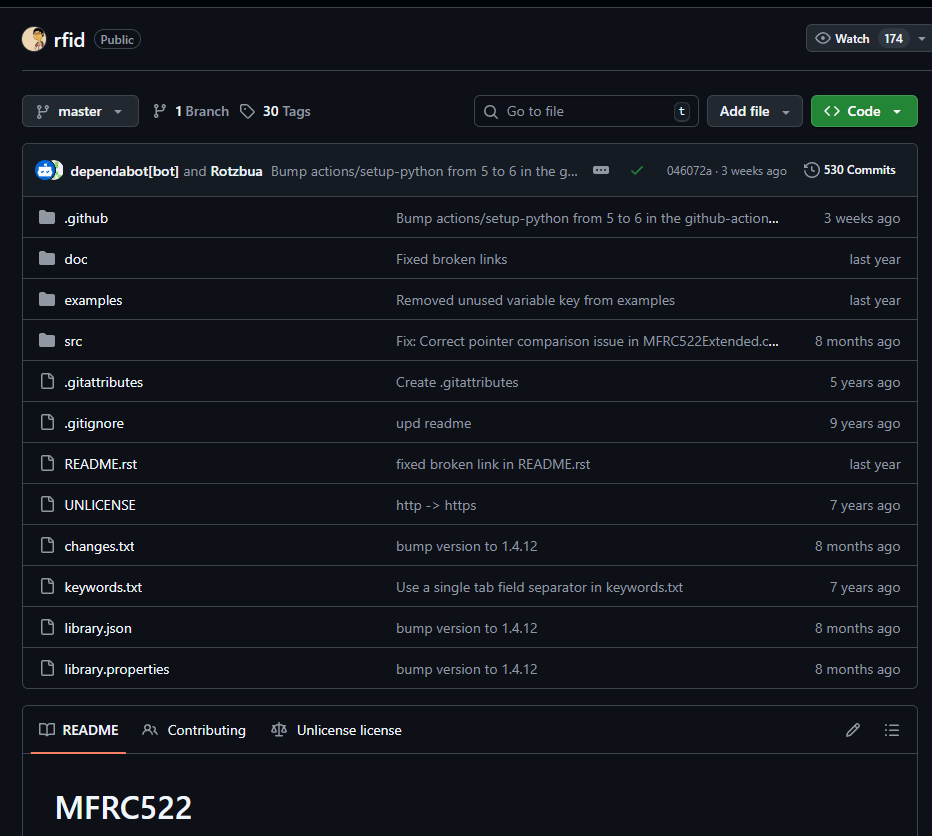 rfid Public Watch 174
master 1 Branch 30 Tags Go to file t Add file Code
dependabot[bot] and Rotzbua Bump actions/setup-python from 5 to 6 in the g... 046072a · 3 weeks ago 530 Commits
.github Bump actions/setup-python from 5 to 6 in the github-action... 3 weeks ago
doc Fixed broken links last year
examples Removed unused variable key from examples last year
src Fix: Correct pointer comparison issue in MFRC522Extended.c... 8 months ago
.gitattributes Create .gitattributes 5 years ago
.gitignore upd readme 9 years ago
README.rst fixed broken link in README.rst last year
UNLICENSE http -> https 7 years ago
changes.txt bump version to 1.4.12 8 months ago
keywords.txt Use a single tab field separator in keywords.txt 7 years ago
library.json bump version to 1.4.12 8 months ago
library.properties bump version to 1.4.12 8 months ago
README Contributing Unlicense license
MFRC522